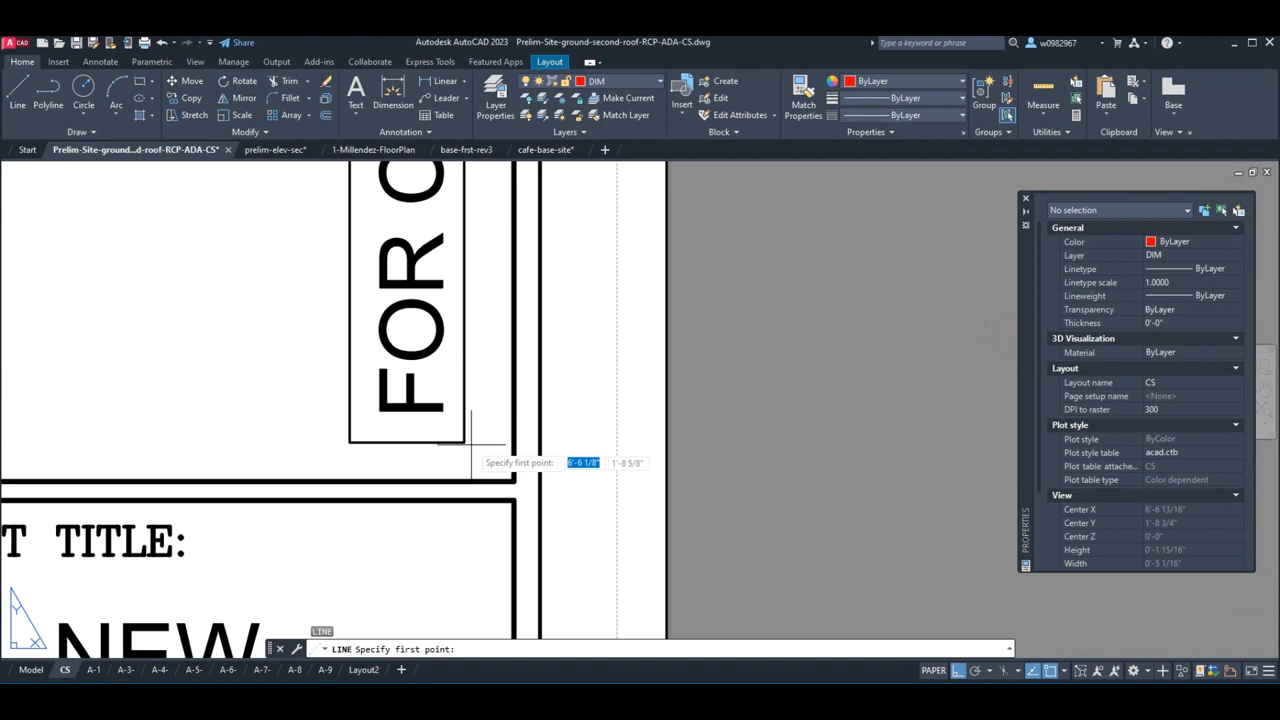 CAD
Share
Autodesk AutoCAD 2023 Prelim-Site-ground-second-roof-RCP-ADA-CS.dwg
Type a keyword or phrase
w0982967
Home Insert Annotate Parametric View Manage Output Add-ins Collaborate Express Tools Featured Apps Layout
Line
Polyline
Circle
Arc
Move
Rotate
Trim
Copy
Mirror
Fillet
Stretch
Scale
Array
Text
Dimension
Linear
Leader
Table
Layer
Properties
DIM
Make Current
Match Layer
Insert
Create
Edit
Edit Attributes
Match
Properties
ByLayer
ByLayer
ByLayer
Group
Measure
Paste
Base
Draw Modify Annotation Layers Block Properties Groups Utilities Clipboard View
Start Prelim-Site-ground...d-roof-RCP-ADA-CS* prelim-elev-sec* 1-Millendez-FloorPlan base-frst-rev3 cafe-base-site*
FOR C
Specify first point: 6'-6 1/8" 1'-8 5/8"
T TITLE:
Y
X
NEW
No selection
General
Color ByLayer
Layer DIM
Linetype ByLayer
Linetype scale 1.0000
Lineweight ByLayer
Transparency ByLayer
Thickness 0'-0"
3D Visualization
Material ByLayer
Layout
Layout name CS
Page setup name <None>
DPI to raster 300
Plot style
Plot style ByColor
Plot style table acad.ctb
Plot table attache... CS
Plot table type Color dependent
View
Center X 6'-6 13/16"
Center Y 1'-8 3/4"
Center Z 0'-0"
Height 0'-1 15/16"
Width 0'-5 1/16"
PROPERTIES
LINE
LINE Specify first point:
Model CS A-1 A-3- A-4- A-5- A-6- A-7- A-8 A-9 Layout2
PAPER